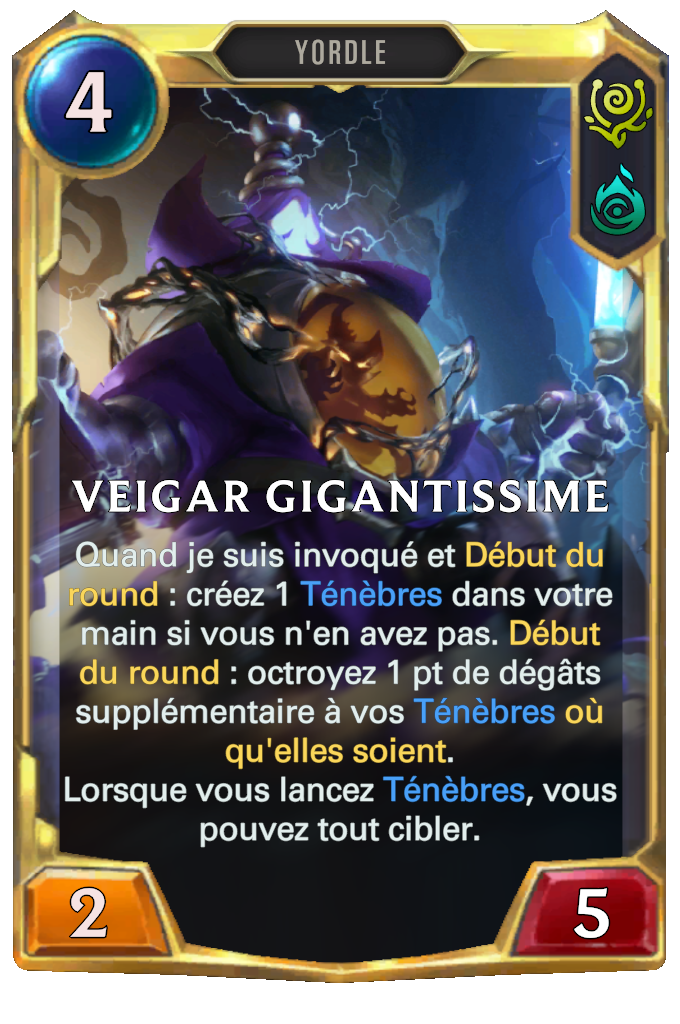 YORDLE
4
VEIGAR GIGANTISSIME
Quand je suis invoqué et Début du
round : créez 1 Ténèbres dans votre
main si vous n'en avez pas. Début
du round : octroyez 1 pt de dégâts
supplémentaire à vos Ténèbres où
qu'elles soient.
Lorsque vous lancez Ténèbres, vous
pouvez tout cibler.
2
5